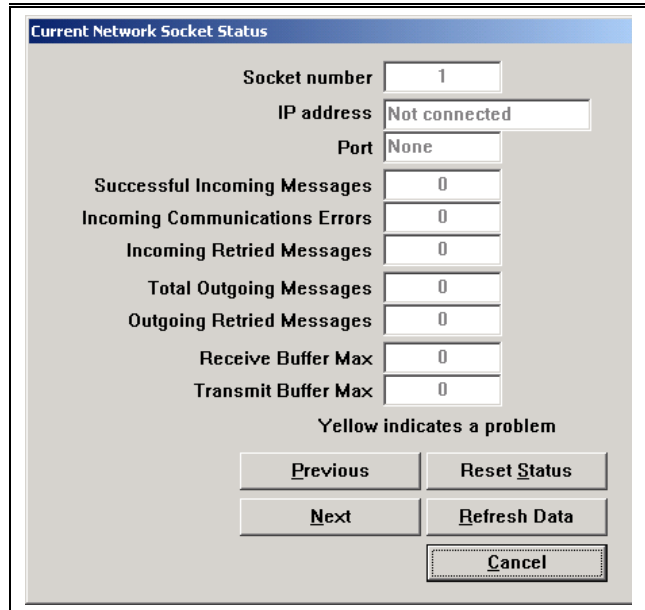 Current Network Socket Status
Socket number 1
IP address Not connected
Port None
Successful Incoming Messages 0
Incoming Communications Errors 0
Incoming Retried Messages 0
Total Outgoing Messages 0
Outgoing Retried Messages 0
Receive Buffer Max 0
Transmit Buffer Max 0
Yellow indicates a problem
Previous Reset Status
Next Refresh Data
Cancel